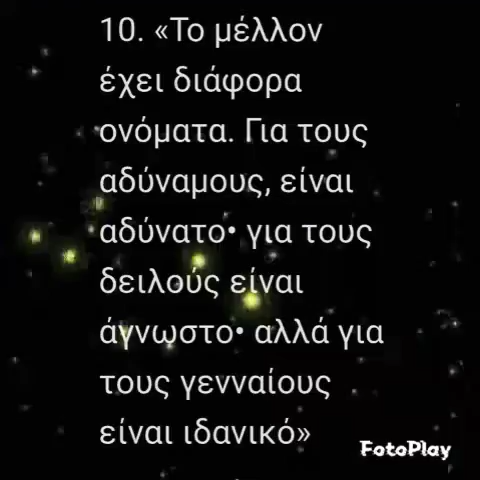 10. «Το μέλλον
έχει διάφορα
ονόματα. Για τους
αδύναμους, είναι
αδύνατο• για τους
δειλούς είναι
άγνωστο• αλλά για
τους γενναίους
είναι ιδανικό»
FotoPlay